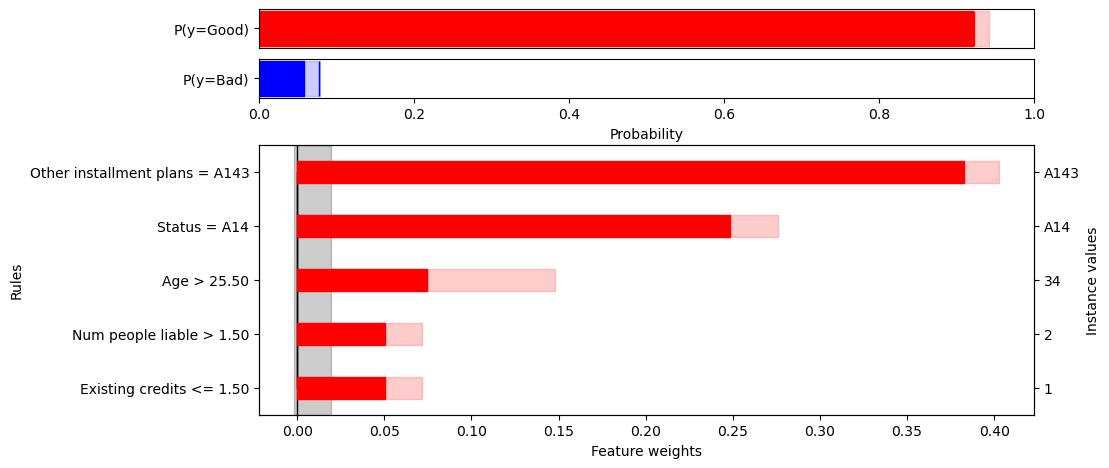 P(y=Good)
P(y=Bad)
0.0 0.2 0.4 0.6 0.8 1.0
Probability
Other installment plans = A143 A143
Status = A14 A14
Age > 25.50 34
Num people liable > 1.50 2
Existing credits <= 1.50 1
Rules
Instance values
0.00 0.05 0.10 0.15 0.20 0.25 0.30 0.35 0.40
Feature weights